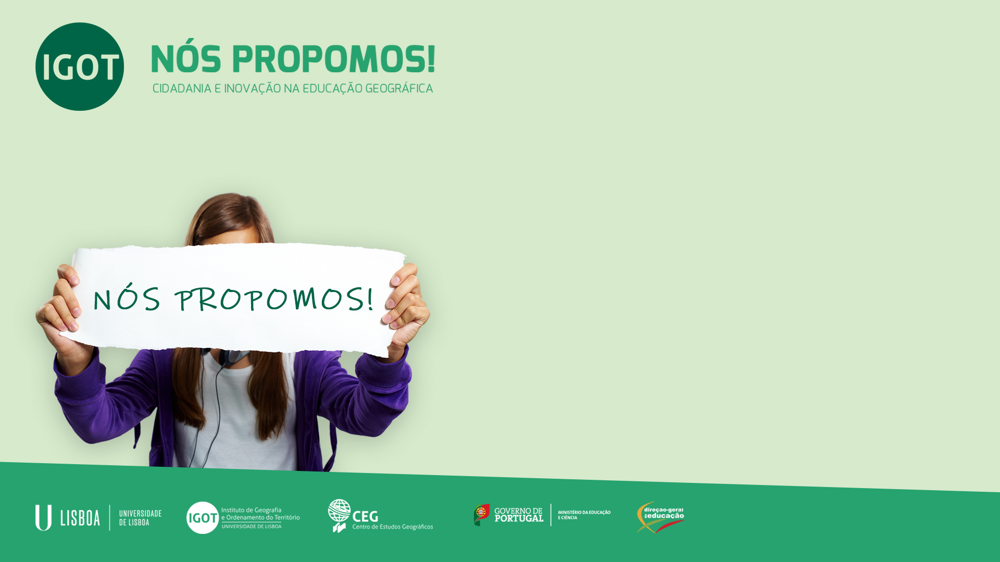 IGOT
NÓS PROPOMOS!
CIDADANIA E INOVAÇÃO NA EDUCAÇÃO GEOGRÁFICA
NÓS PROPOMOS!
U LISBOA
UNIVERSIDADE
DE LISBOA
IGOT
Instituto de Geografia
e Ordenamento do Território
UNIVERSIDADE DE LISBOA
CEG
Centro de Estudos Geográficos
GOVERNO DE
PORTUGAL
MINISTÉRIO DA EDUCAÇÃO
E CIÊNCIA
direção-geral
da educação